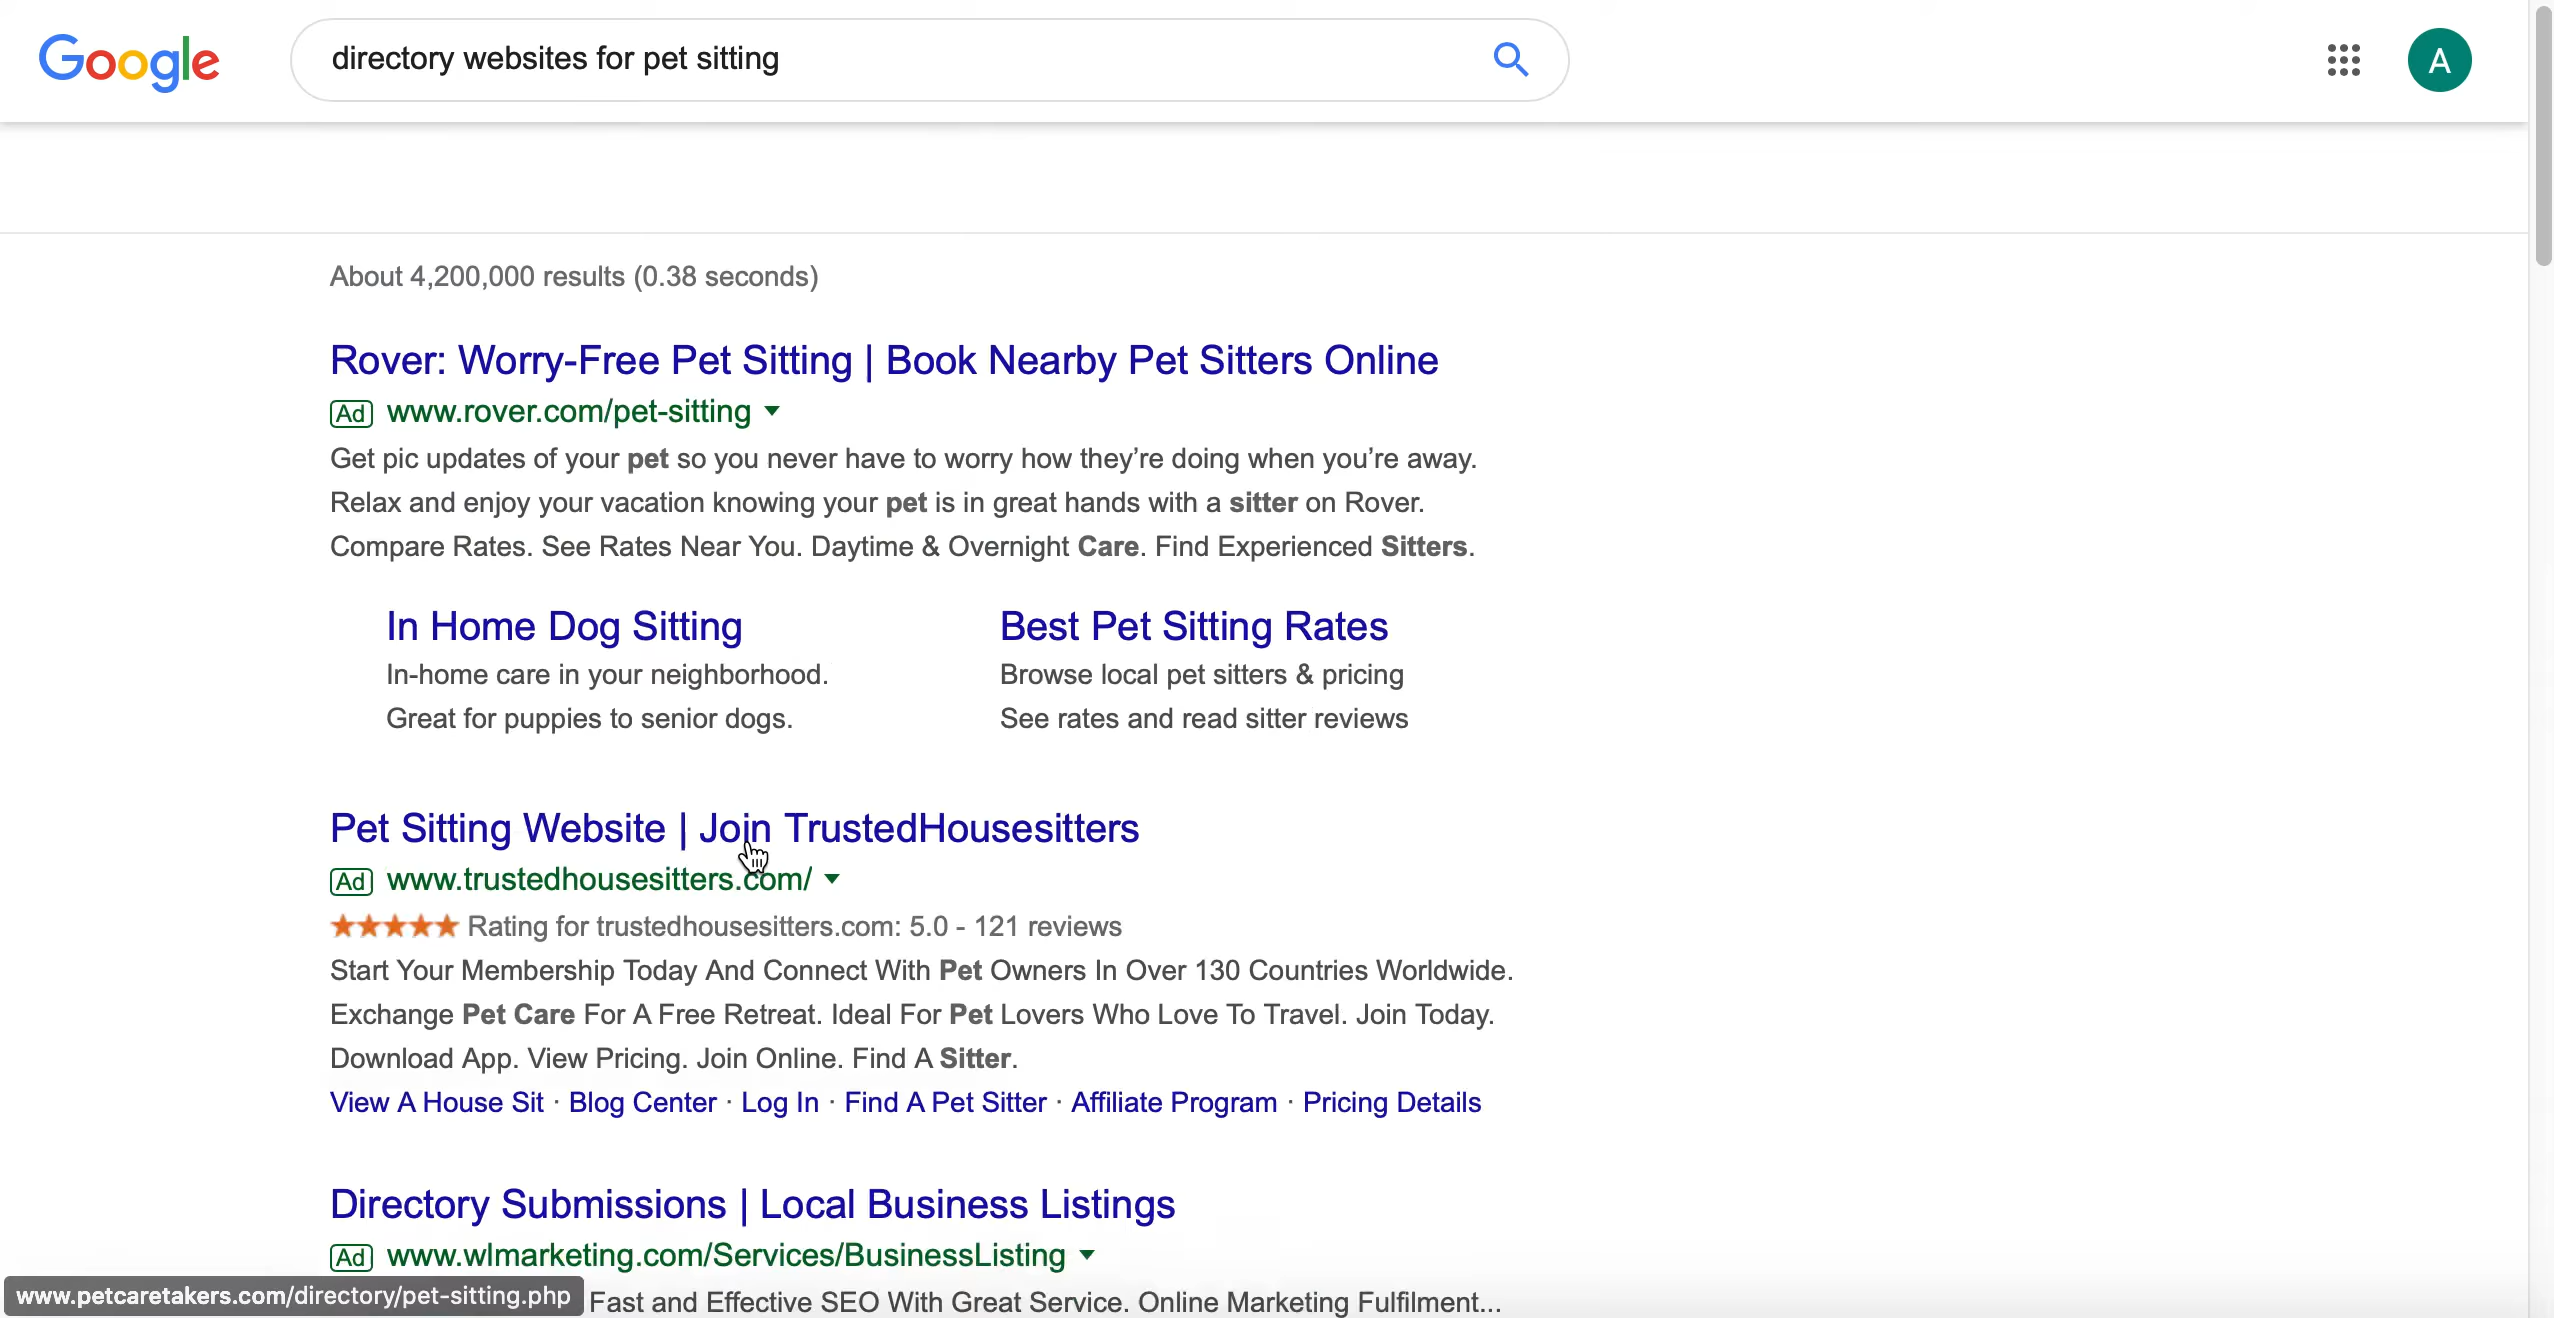 Google
directory websites for pet sitting
A
About 4,200,000 results (0.38 seconds)
Rover: Worry-Free Pet Sitting | Book Nearby Pet Sitters Online
Ad www.rover.com/pet-sitting
Get pic updates of your pet so you never have to worry how they’re doing when you’re away.
Relax and enjoy your vacation knowing your pet is in great hands with a sitter on Rover.
Compare Rates. See Rates Near You. Daytime & Overnight Care. Find Experienced Sitters.
In Home Dog Sitting
In-home care in your neighborhood.
Great for puppies to senior dogs.
Best Pet Sitting Rates
Browse local pet sitters & pricing
See rates and read sitter reviews
Pet Sitting Website | Join TrustedHousesitters
Ad www.trustedhousesitters.com/
Rating for trustedhousesitters.com: 5.0 - 121 reviews
Start Your Membership Today And Connect With Pet Owners In Over 130 Countries Worldwide.
Exchange Pet Care For A Free Retreat. Ideal For Pet Lovers Who Love To Travel. Join Today.
Download App. View Pricing. Join Online. Find A Sitter.
View A House Sit · Blog Center · Log In · Find A Pet Sitter · Affiliate Program · Pricing Details
Directory Submissions | Local Business Listings
Ad www.wlmarketing.com/Services/BusinessListing
Fast and Effective SEO With Great Service. Online Marketing Fulfilment...
www.petcaretakers.com/directory/pet-sitting.php